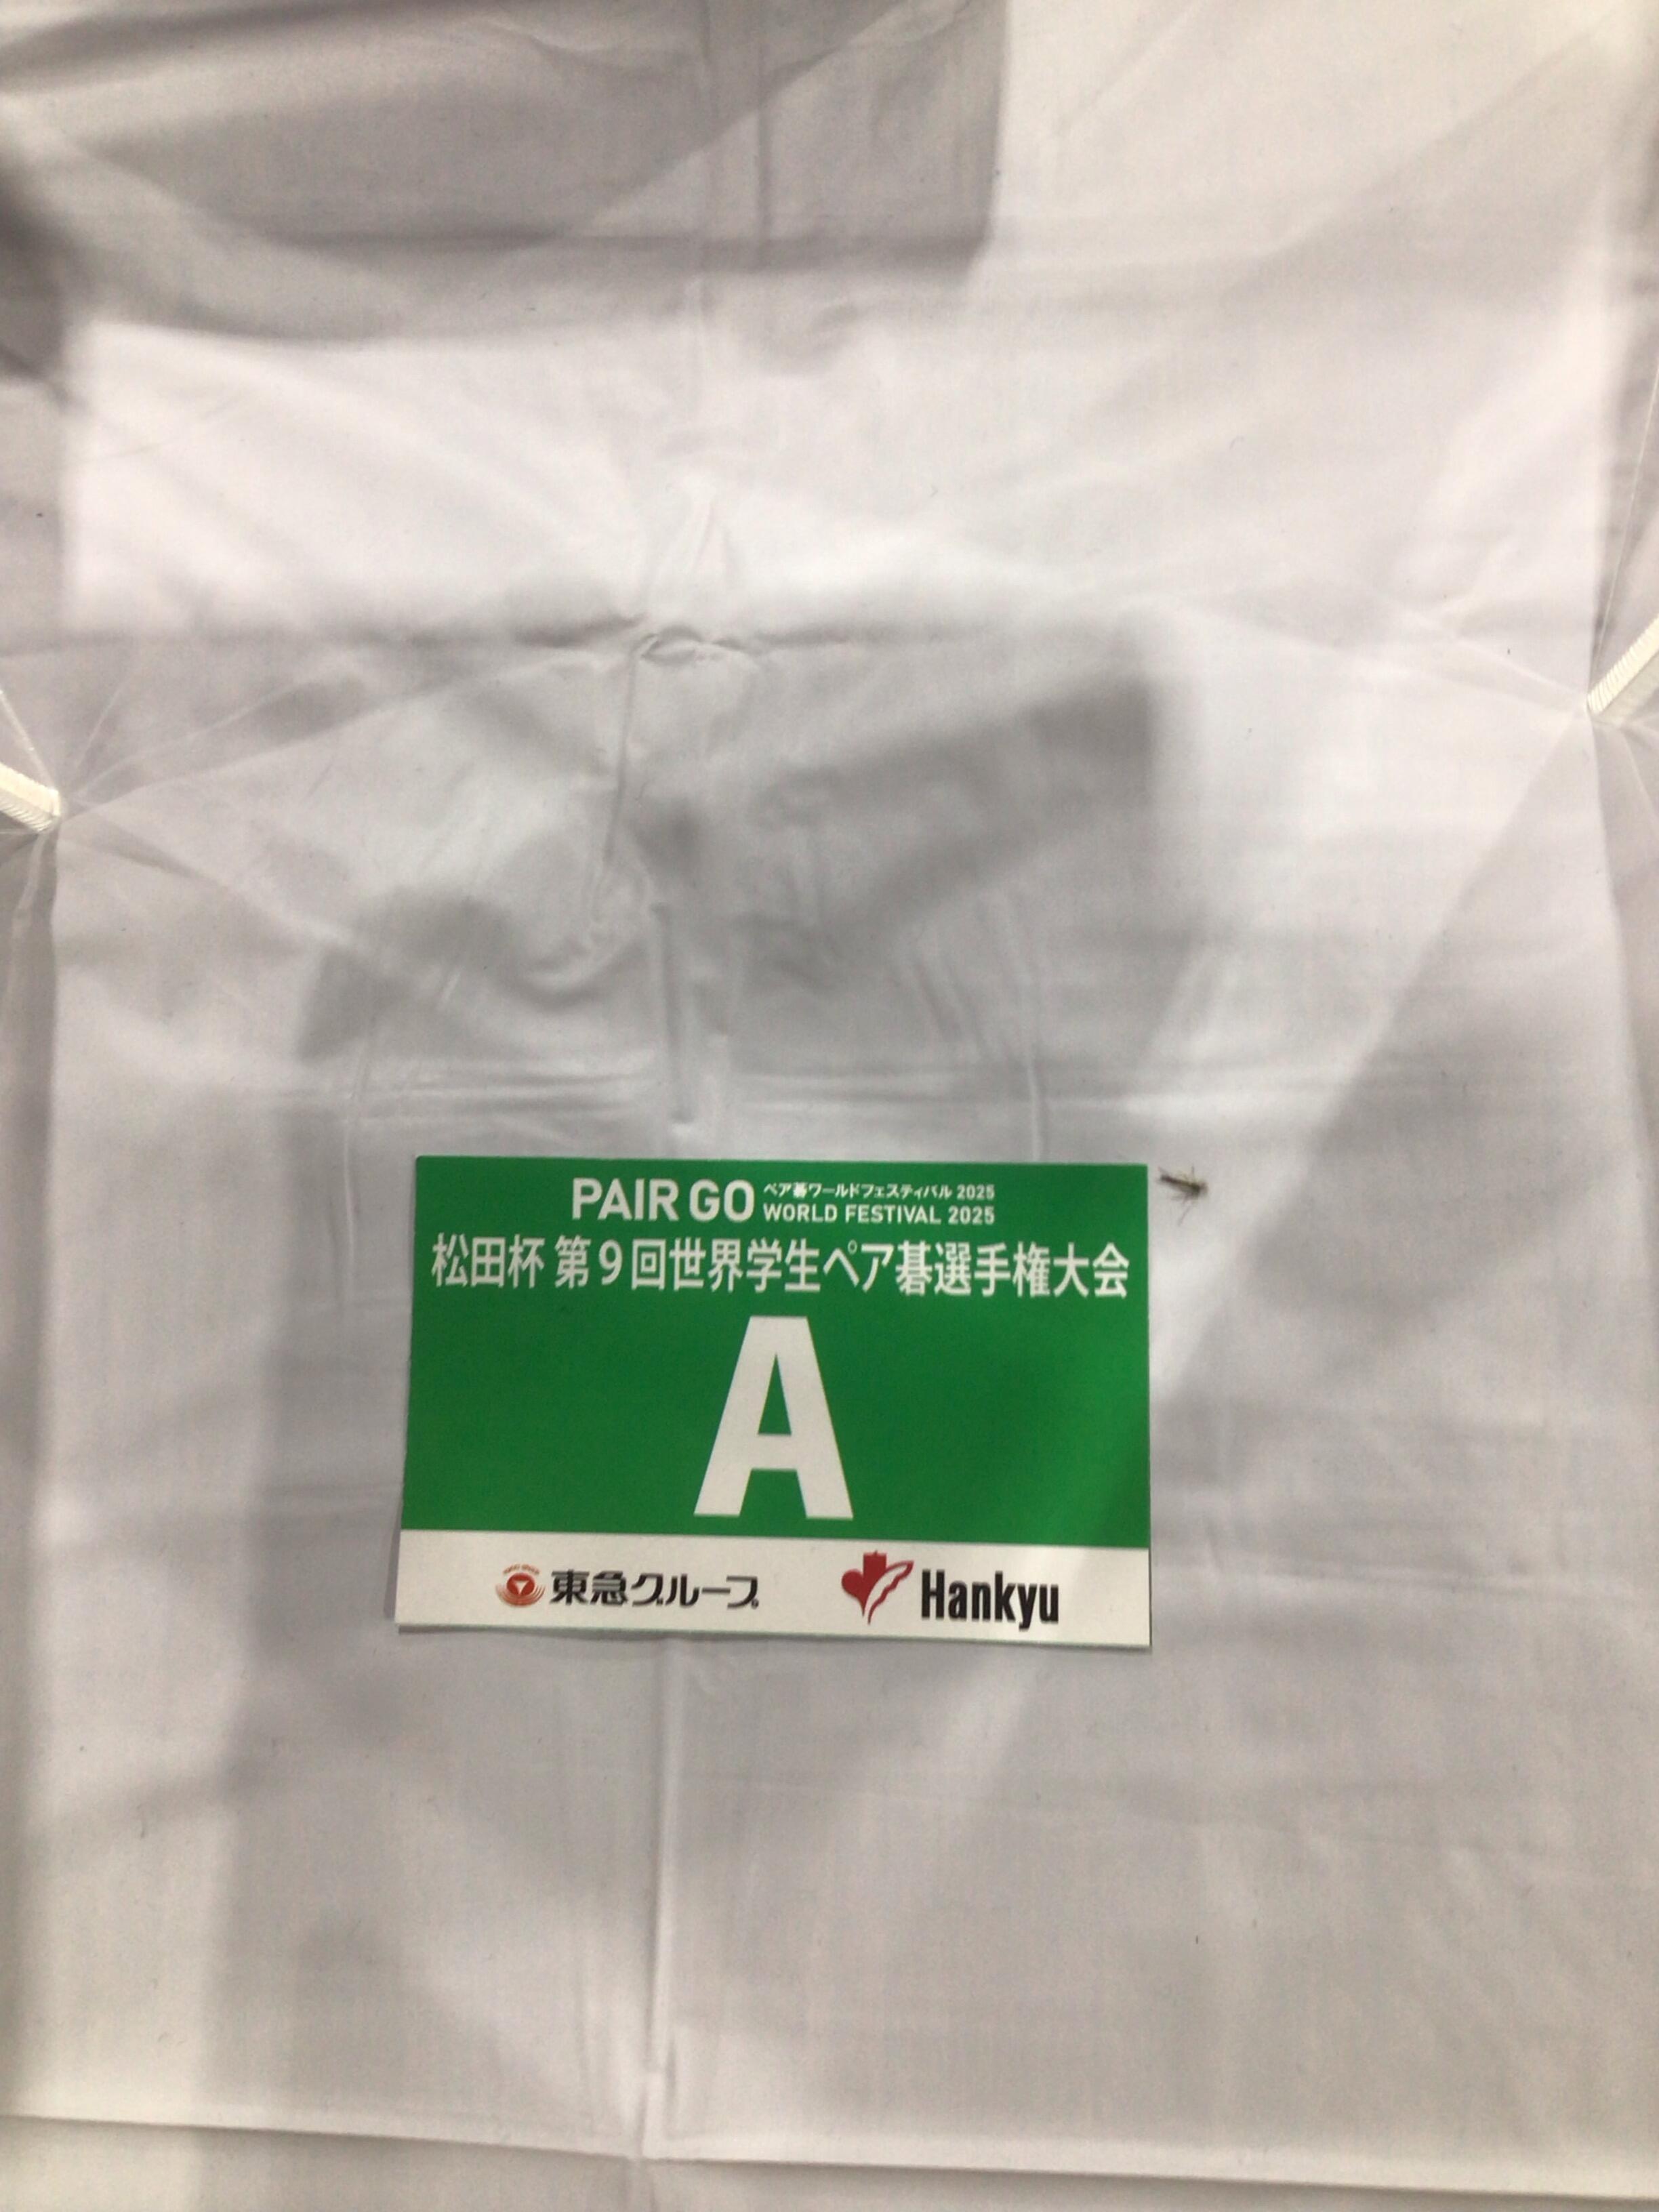 PAIR GO
ペア碁ワールドフェスティバル 2025
WORLD FESTIVAL 2025
松田杯 第9回世界学生ペア碁選手権大会
A
東急グループ
Hankyu